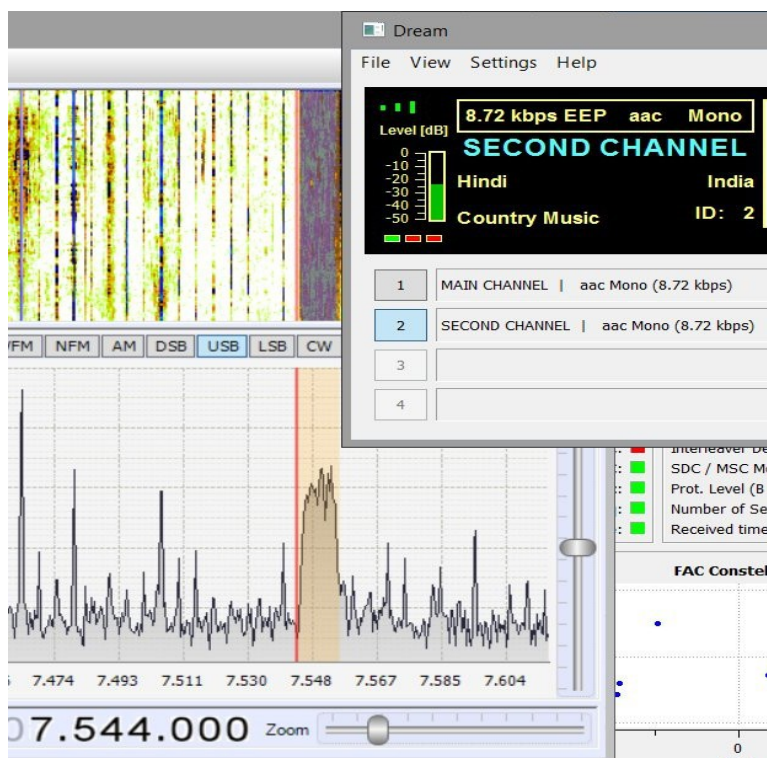 Dream
File View Settings Help
8.72 kbps EEP aac Mono
Level [dB]
SECOND CHANNEL
0
-10
-20
-30
-40
-50
Hindi India
Country Music ID: 2
1 MAIN CHANNEL | aac Mono (8.72 kbps)
2 SECOND CHANNEL | aac Mono (8.72 kbps)
3
4
NFM AM DSB USB LSB CW
SDC / MSC
Prot. Level (B
Number of Se
Received time
FAC Constel
7.474 7.493 7.511 7.530 7.548 7.567 7.585 7.604
0
07.544.000 Zoom